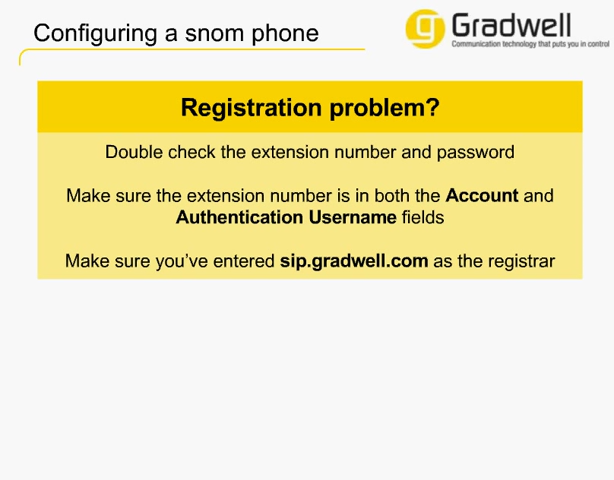 Configuring a snom phone
Gradwell
Communication technology that puts you in control
Registration problem?
Double check the extension number and password
Make sure the extension number is in both the Account and
Authentication Username fields
Make sure you've entered sip.gradwell.com as the registrar